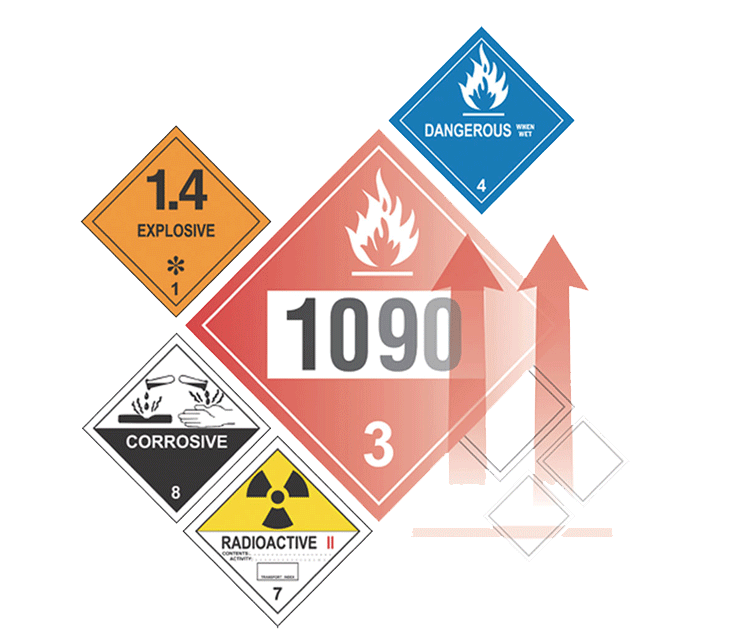 DANGEROUS WHEN WET
4
1.4
EXPLOSIVE
*
1
1090
3
CORROSIVE
8
RADIOACTIVE II
CONTENTS:
ACTIVITY:
TRANSPORT INDEX
7